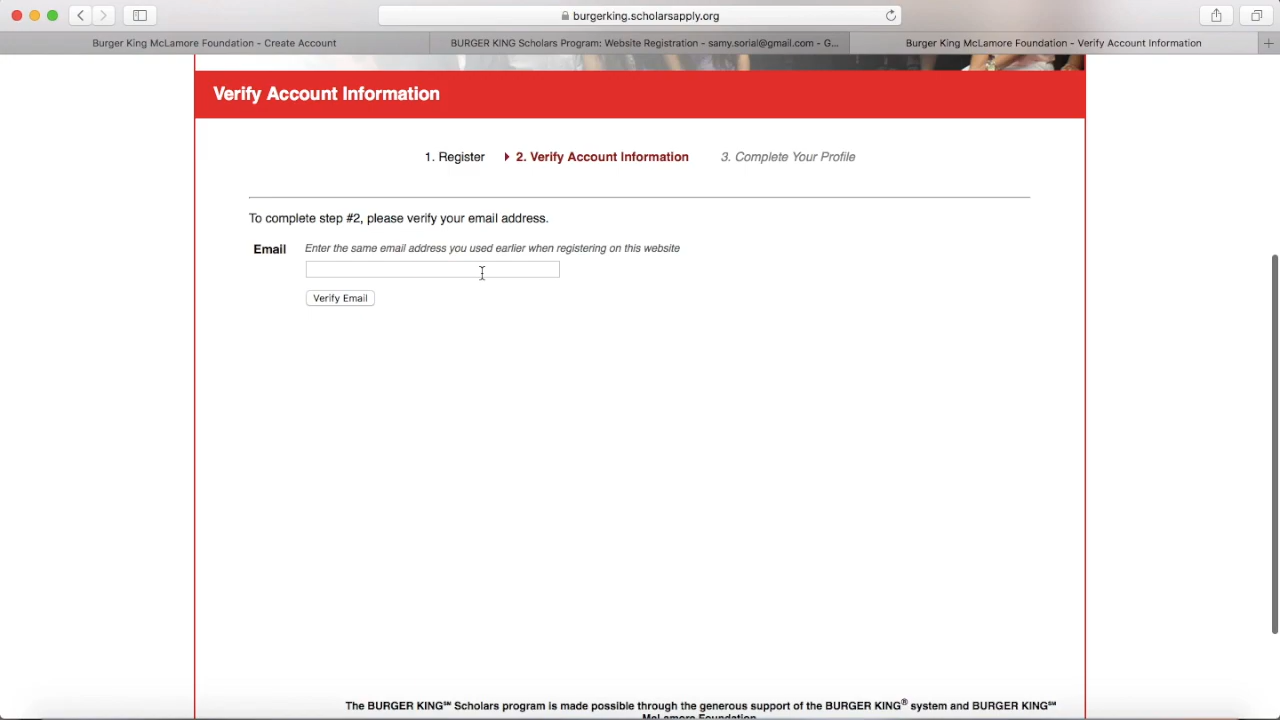 burgerking.scholarsapply.org
Burger King McLamore Foundation - Create Account
BURGER KING Scholars Program: Website Registration - samy.sorial@gmail.com - G...
Burger King McLamore Foundation - Verify Account Information
Verify Account Information
1. Register
2. Verify Account Information
3. Complete Your Profile
To complete step #2, please verify your email address.
Email
Enter the same email address you used earlier when registering on this website
Verify Email
The BURGER KING℠ Scholars program is made possible through the generous support of the BURGER KING® system and BURGER KING℠
McLamore Foundation